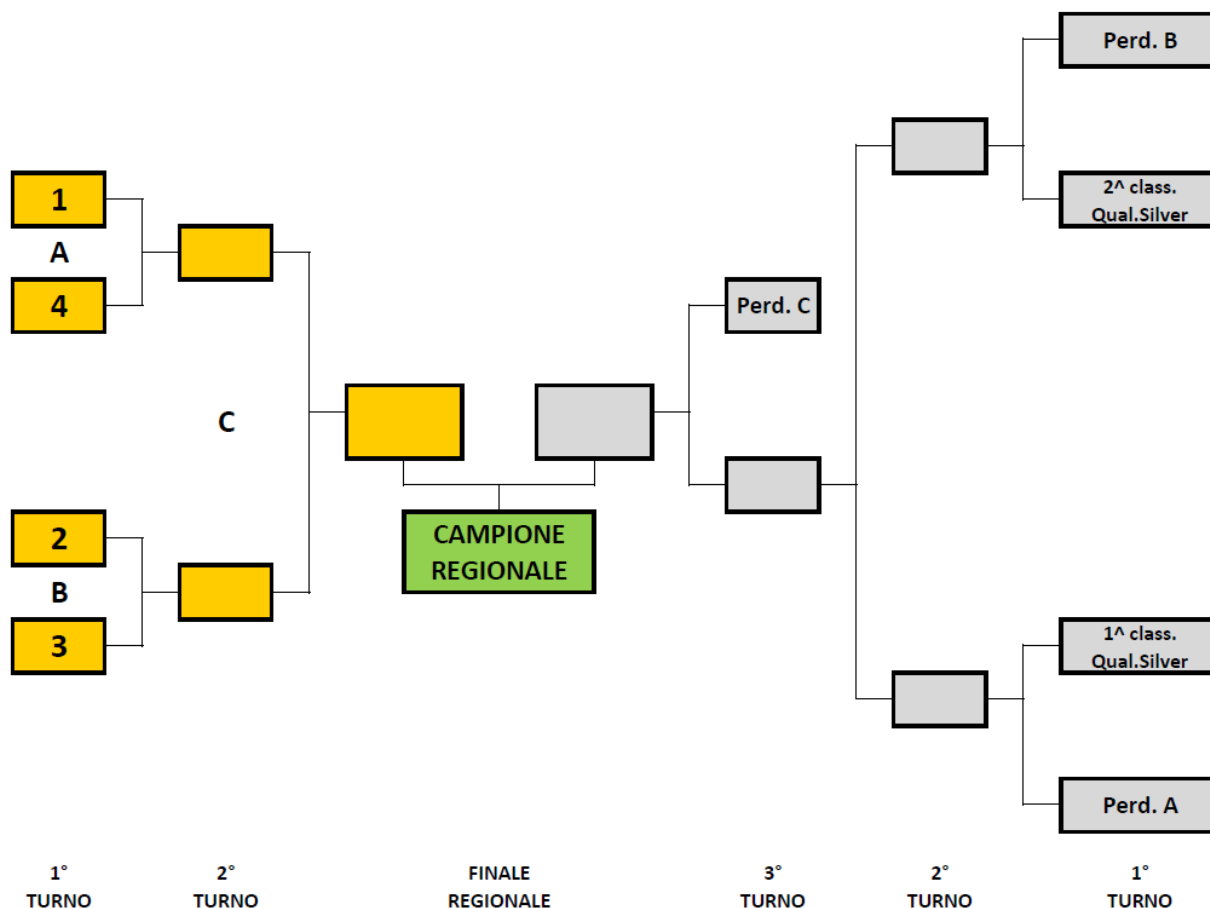 Perd. B
1
2^ class.
Qual.Silver
A
4
Perd. C
C
CAMPIONE
REGIONALE
2
B
3
1^ class.
Qual.Silver
Perd. A
1° 2° FINALE 3° 2° 1°
TURNO TURNO REGIONALE TURNO TURNO TURNO